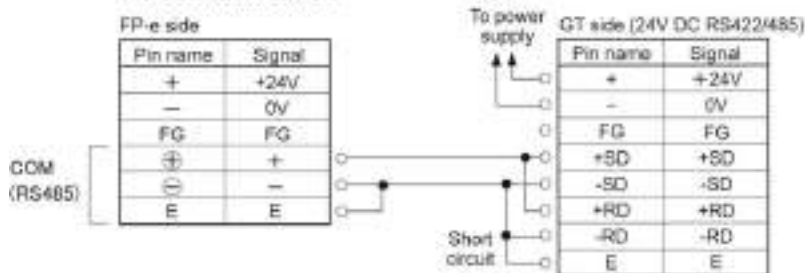 FP-e side
Pin name Signal
+ +24V
− 0V
FG FG
⊕ +
⊖ −
E E
COM
(RS485)
To power
supply
GT side (24V DC RS422/485)
Pin name Signal
+ +24V
- 0V
FG FG
+SD +SD
-SD -SD
+RD +RD
-RD -RD
E E
Short
circuit